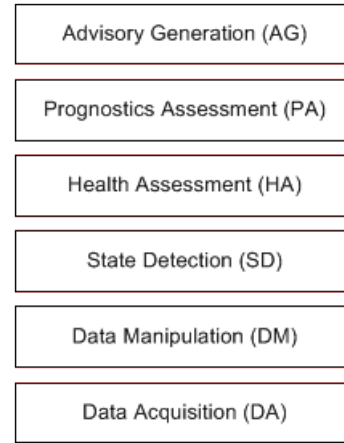 Advisory Generation (AG)
Prognostics Assessment (PA)
Health Assessment (HA)
State Detection (SD)
Data Manipulation (DM)
Data Acquisition (DA)